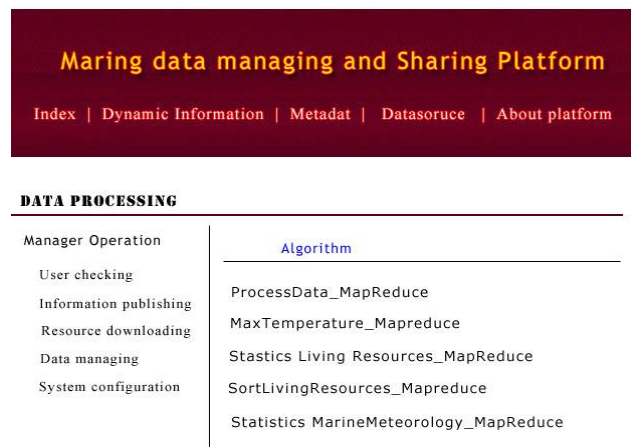 Maring data managing and Sharing Platform
Index | Dynamic Information | Metadat | Datasoruce | About platform
DATA PROCESSING
Manager Operation
User checking
Information publishing
Resource downloading
Data managing
System configuration
Algorithm
ProcessData_MapReduce
MaxTemperature_Mapreduce
Stastics Living Resources_MapReduce
SortLivingResources_Mapreduce
Statistics MarineMeteorology_MapReduce